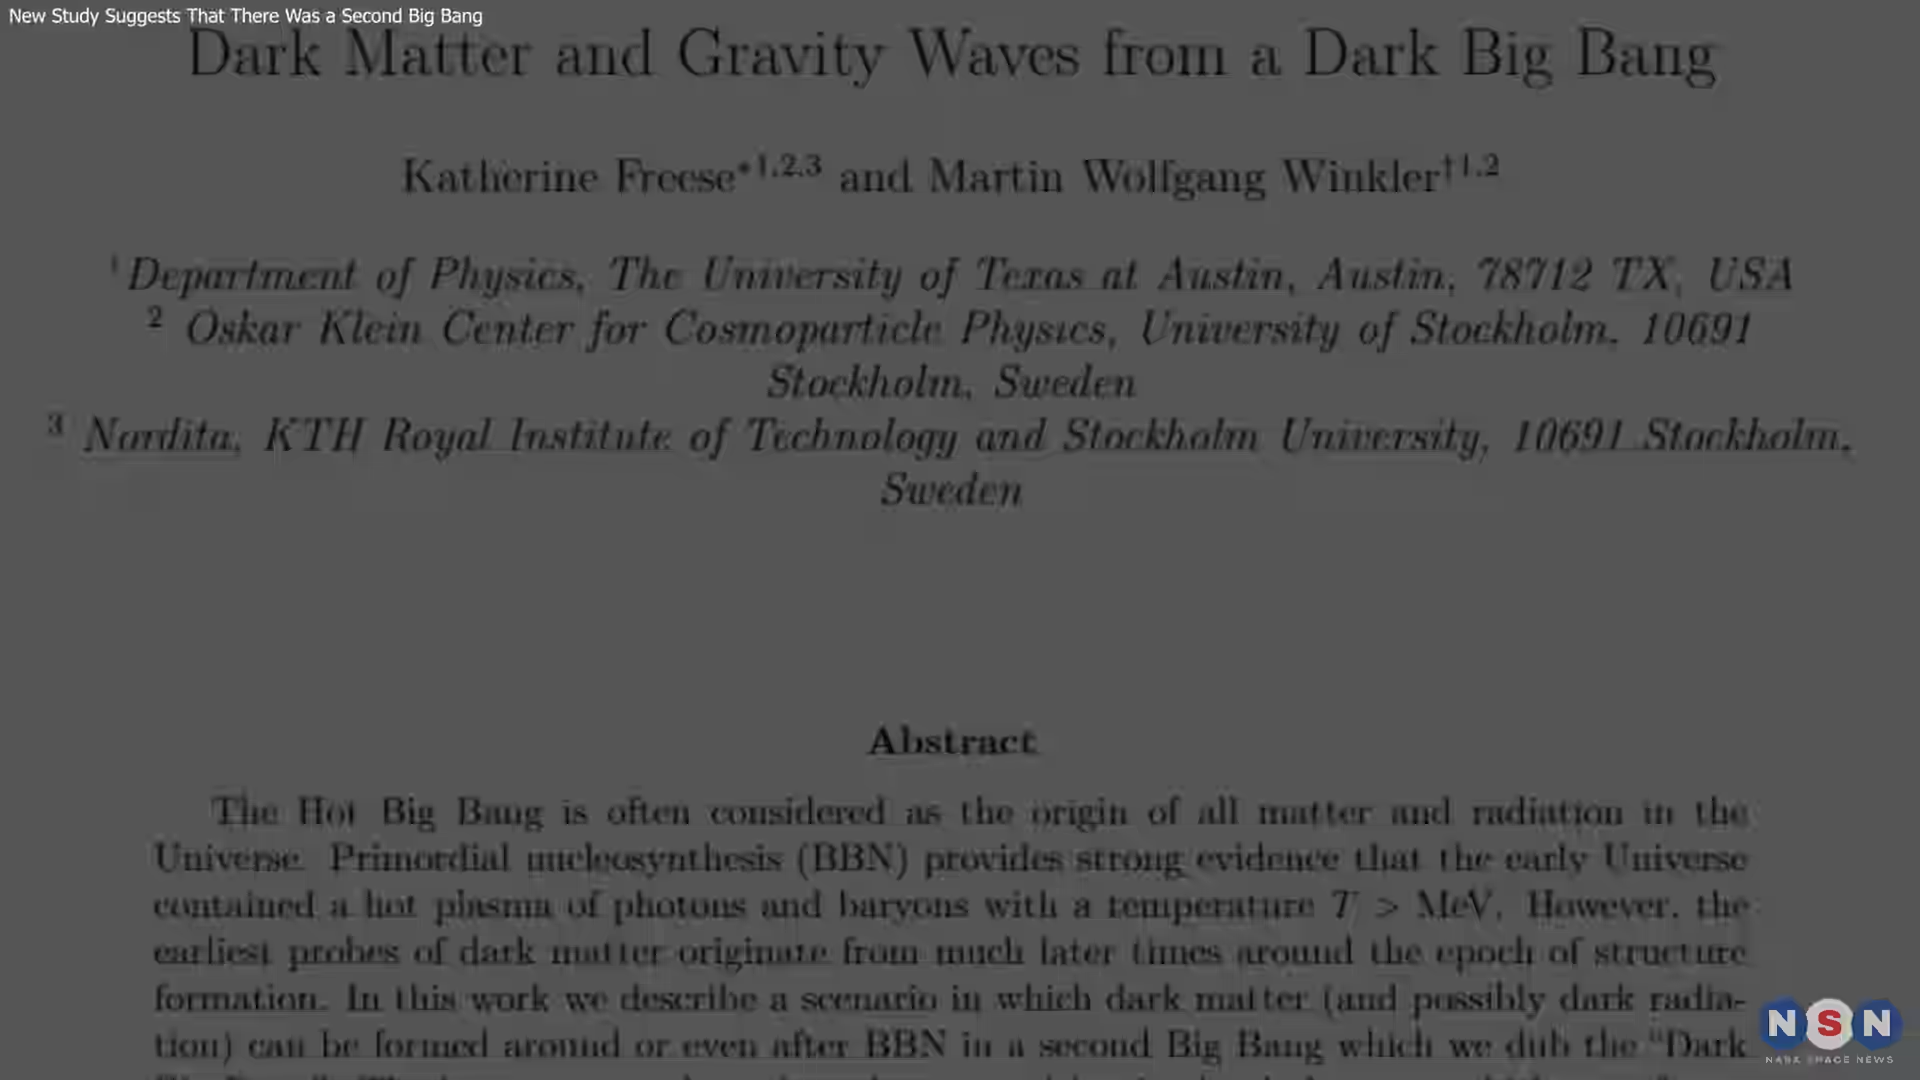 New Study Suggests That There Was a Second Big Bang
Dark Matter and Gravity Waves from a Dark Big Bang
Katherine Freese*1,2,3 and Martin Wolfgang Winkler†1,2
1 Department of Physics, The University of Texas at Austin, Austin, 78712 TX, USA
2 Oskar Klein Center for Cosmoparticle Physics, University of Stockholm, 10691
Stockholm, Sweden
3 Nordita, KTH Royal Institute of Technology and Stockholm University, 10691 Stockholm,
Sweden
Abstract
The Hot Big Bang is often considered as the origin of all matter and radiation in the
Universe. Primordial nucleosynthesis (BBN) provides strong evidence that the early Universe
contained a hot plasma of photons and baryons with a temperature T > MeV. However, the
earliest probes of dark matter originate from much later times around the epoch of structure
formation. In this work we describe a scenario in which dark matter (and possibly dark radia-
tion) can be formed around or even after BBN in a second Big Bang which we dub the "Dark
NSN
NASA SPACE NEWS